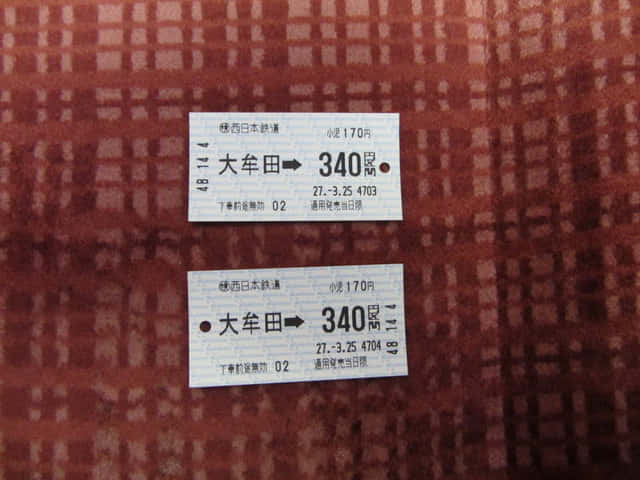 西日本鉄道
小児170円
48 14 4
大牟田➡340円区間
27.-3.25 4703
下車前途無効 02 通用発売当日限
西日本鉄道
小児170円
大牟田➡340円区間
48 14 4
27.-3.25 4704
下車前途無効 02 通用発売当日限